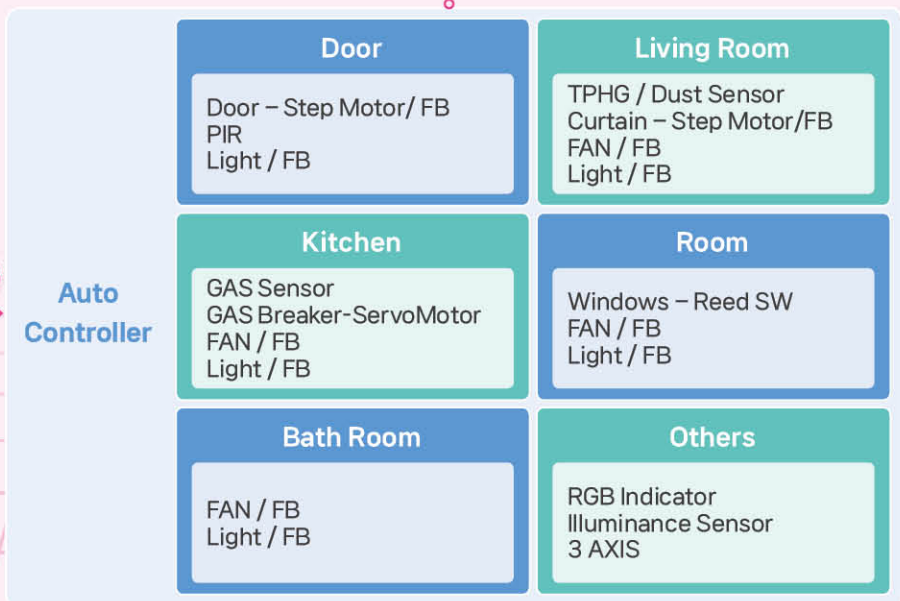 Auto
Controller
Door
Door – Step Motor/ FB
PIR
Light / FB
Living Room
TPHG / Dust Sensor
Curtain – Step Motor/FB
FAN / FB
Light / FB
Kitchen
GAS Sensor
GAS Breaker-ServoMotor
FAN / FB
Light / FB
Room
Windows – Reed SW
FAN / FB
Light / FB
Bath Room
FAN / FB
Light / FB
Others
RGB Indicator
Illuminance Sensor
3 AXIS